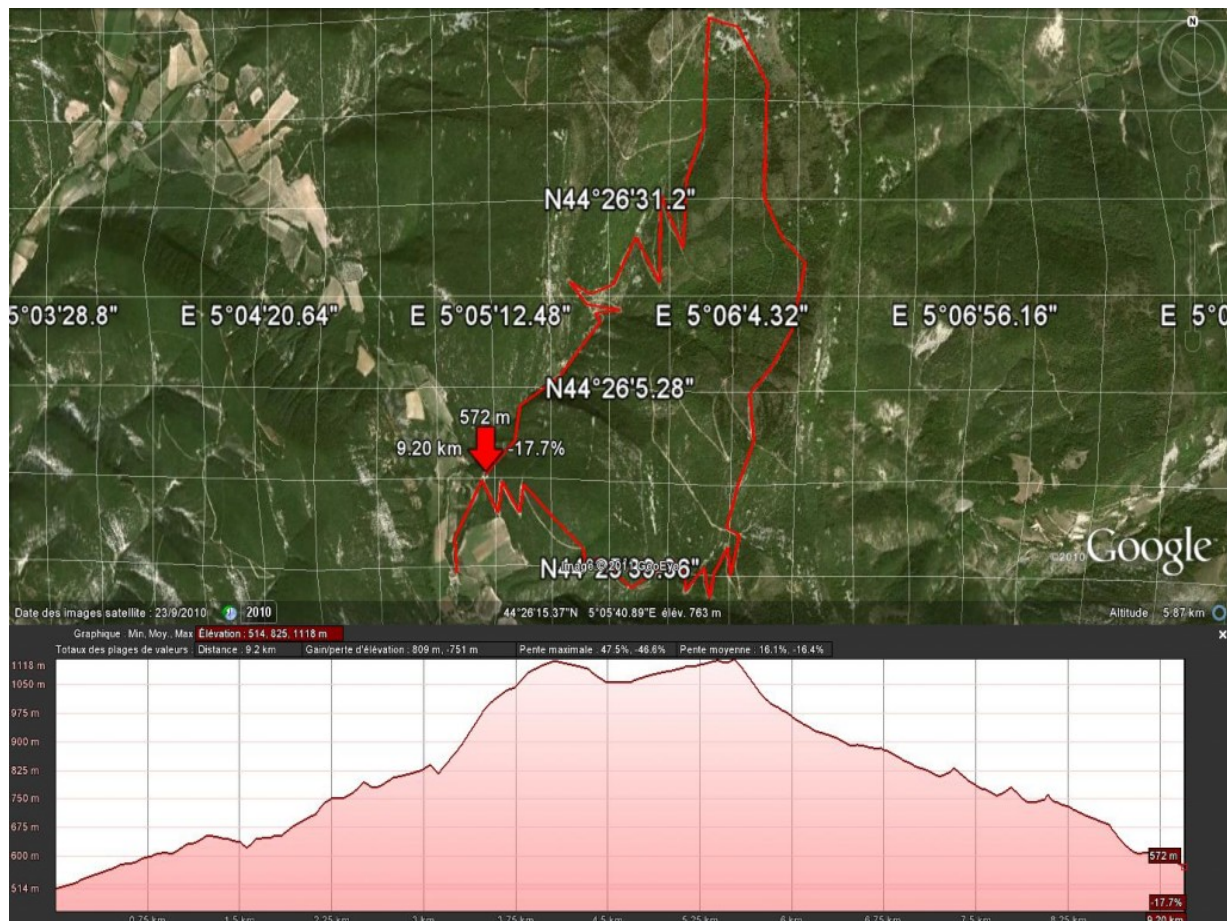 N
N44°26'31.2"
5°03'28.8"
E 5°04'20.64"
E 5°05'12.48"
E 5°06'4.32"
E 5°06'56.16"
E 5°0
N44°26'5.28"
572 m
9.20 km
-17.7%
©2010 Google
Date des images satellite : 23/9/2010
2010
44°26'15.37"N 5°05'40.89"E élév. 763 m
Altitude 5.87 km
Graphique : Min, Moy., Max Élévation : 514, 825, 1118 m
Totaux des plages de valeurs : Distance : 9.2 km Gain/perte d'élévation : 809 m, -751 m Pente maximale : 47.5%, -46.6% Pente moyenne : 16.1%, -16.4%
1118 m
1050 m
975 m
900 m
825 m
750 m
675 m
600 m
514 m
572 m
-17.7%
0.75 km 1.5 km 2.25 km 3 km 3.75 km 4.5 km 5.25 km 6 km 6.75 km 7.5 km 8.25 km 9.20 km